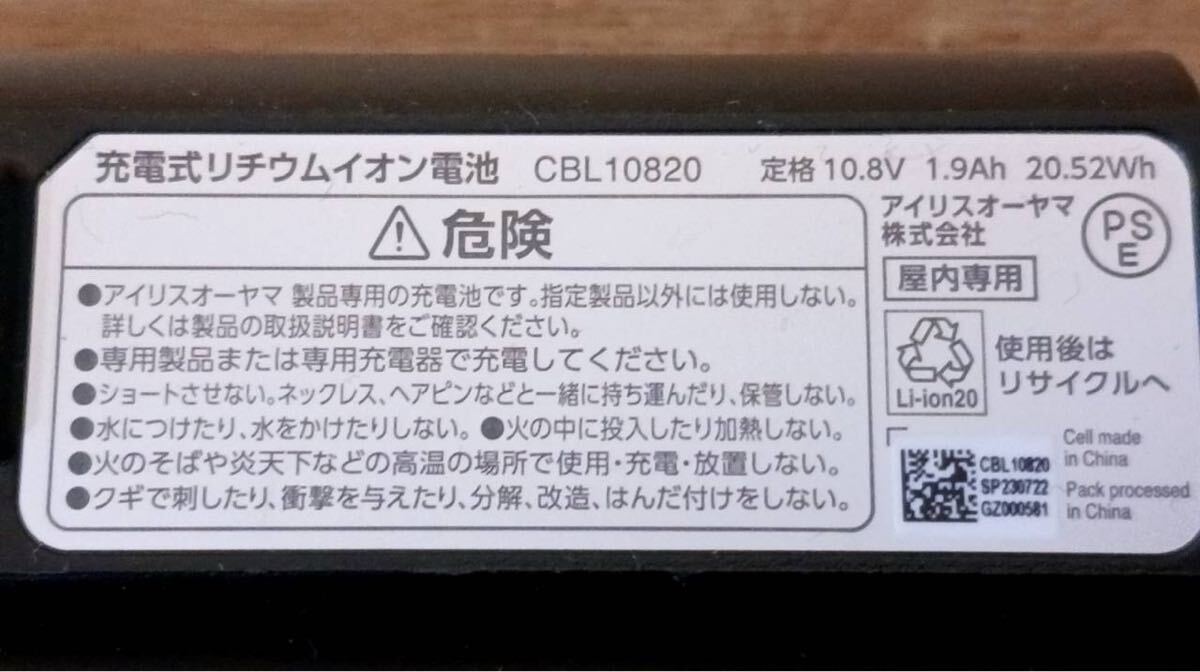 充電式リチウムイオン電池 CBL10820 定格 10.8V 1.9Ah 20.52Wh
危険
●アイリスオーヤマ 製品専用の充電池です。指定製品以外には使用しない。
詳しくは製品の取扱説明書をご確認ください。
●専用製品または専用充電器で充電してください。
●ショートさせない。ネックレス、ヘアピンなどと一緒に持ち運んだり、保管しない。
●水につけたり、水をかけたりしない。 ●火の中に投入したり加熱しない。
●火のそばや炎天下などの高温の場所で使用・充電・放置しない。
●クギで刺したり、衝撃を与えたり、分解、改造、はんだ付けをしない。
アイリスオーヤマ
株式会社
PS
E
屋内専用
Li-ion20
使用後は
リサイクルへ
CBL10820
SP230722
GZ000581
Cell made
in China
Pack processed
in China